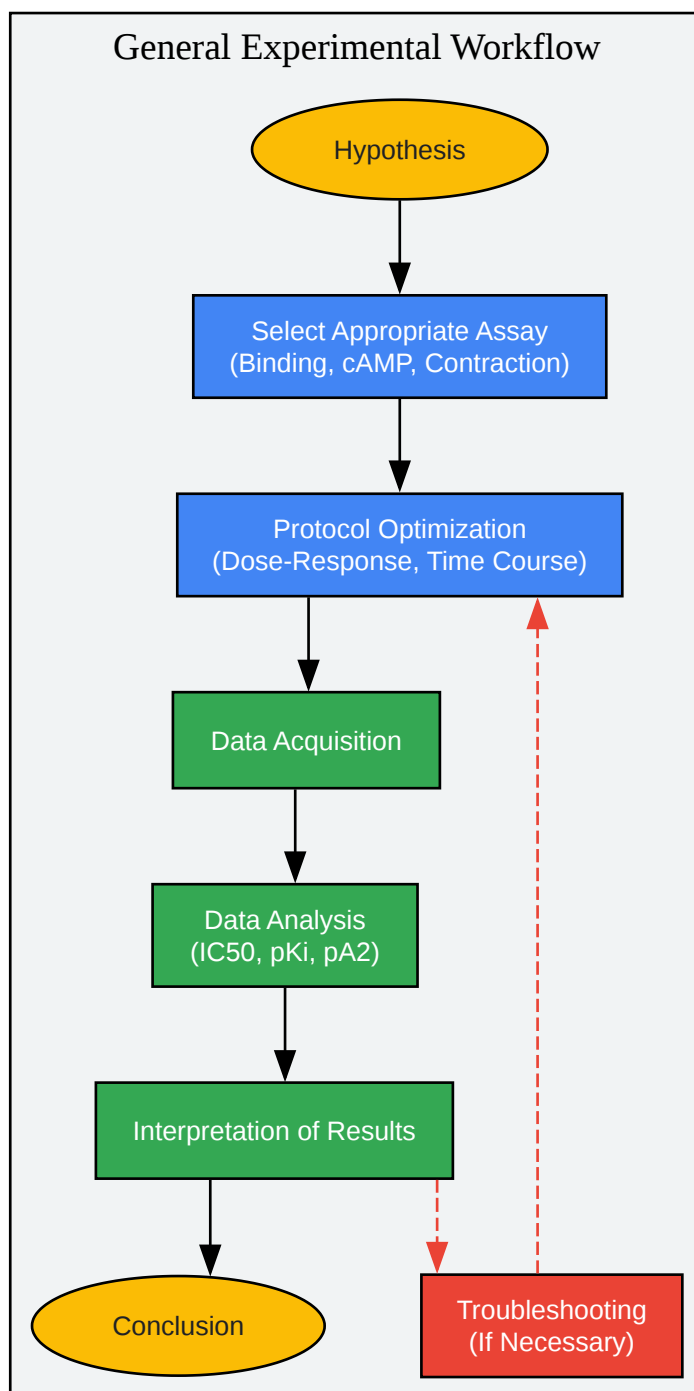 General Experimental Workflow
Hypothesis
Select Appropriate Assay
(Binding, cAMP, Contraction)
Protocol Optimization
(Dose-Response, Time Course)
Data Acquisition
Data Analysis
(IC50, pKi, pA2)
Interpretation of Results
Conclusion
Troubleshooting
(If Necessary)